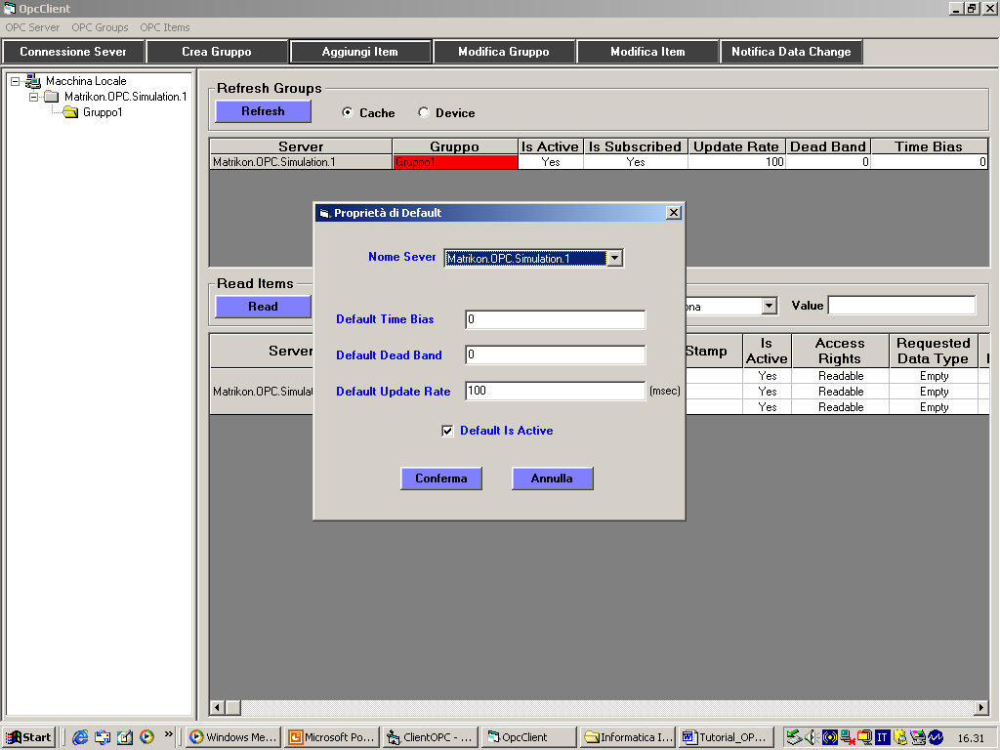 OpcClient
OPC Server OPC Groups OPC Items
Connessione Sever Crea Gruppo Aggiungi Item Modifica Gruppo Modifica Item Notifica Data Change
Macchina Locale
Matrikon.OPC.Simulation.1
Gruppo1
Refresh Groups
Refresh Cache Device
Server Gruppo Is Active Is Subscribed Update Rate Dead Band Time Bias
Matrikon.OPC.Simulation.1 Gruppo1 Yes Yes 100 0 0
Proprietà di Default
Nome Sever Matrikon.OPC.Simulation.1
Default Time Bias 0
Default Dead Band 0
Default Update Rate 100 (msec)
Default Is Active
Conferma Annulla
Read Items
Read Value
Server Stamp Is Active Access Rights Requested Data Type
Yes Readable Empty
Matrikon.OPC.Simula Yes Readable Empty
Yes Readable Empty
Start » Windows Me... Microsoft Po... ClientOPC - ... OpcClient Informatica I... Tutorial_OP... IT 16.31